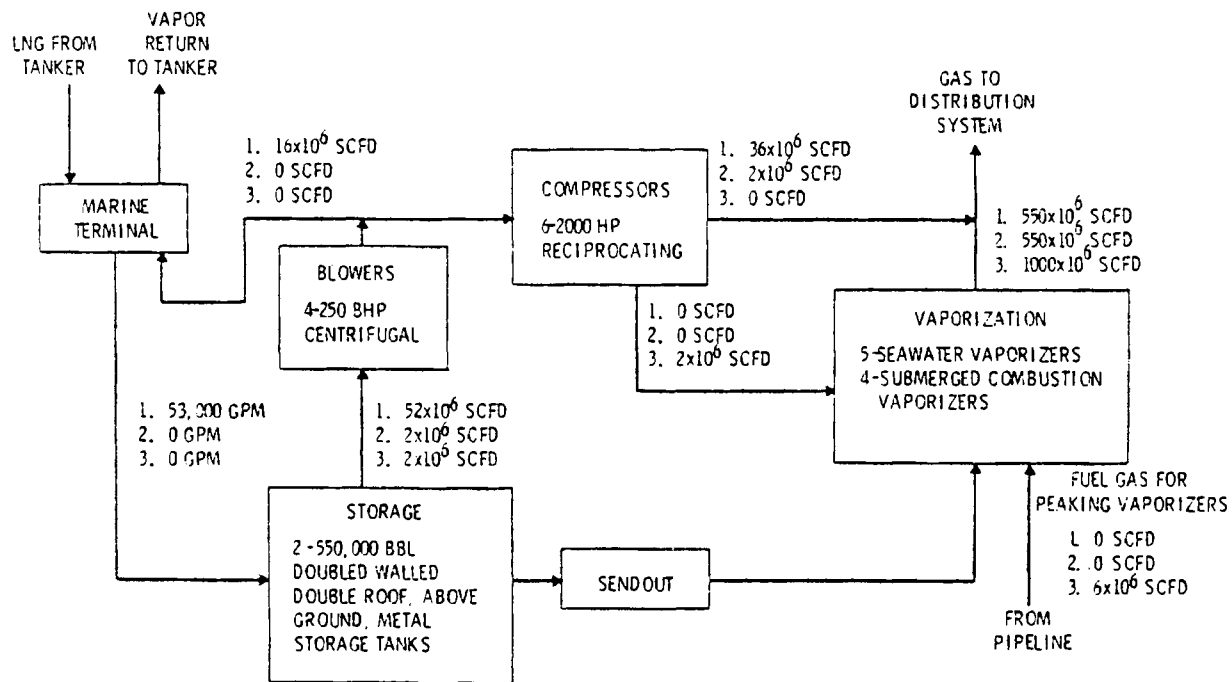 LNG FROM
TANKER
VAPOR
RETURN
TO TANKER
GAS TO
DISTRIBUTION
SYSTEM
1. 16x10⁶ SCFD
2. 0 SCFD
3. 0 SCFD
MARINE
TERMINAL
COMPRESSORS
6-2000 HP
RECIPROCATING
1. 36x10⁶ SCFD
2. 2x10⁶ SCFD
3. 0 SCFD
1. 550x10⁶ SCFD
2. 550x10⁶ SCFD
3. 1000x10⁶ SCFD
BLOWERS
4-250 BHP
CENTRIFUGAL
1. 0 SCFD
2. 0 SCFD
3. 2x10⁶ SCFD
VAPORIZATION
5-SEAWATER VAPORIZERS
4-SUBMERGED COMBUSTION
VAPORIZERS
1. 53,000 GPM
2. 0 GPM
3. 0 GPM
1. 52x10⁶ SCFD
2. 2x10⁶ SCFD
3. 2x10⁶ SCFD
STORAGE
2-550,000 BBL
DOUBLED WALLED
DOUBLE ROOF, ABOVE
GROUND, METAL
STORAGE TANKS
SENDOUT
FUEL GAS FOR
PEAKING VAPORIZERS
1. 0 SCFD
2. 0 SCFD
3. 6x10⁶ SCFD
FROM
PIPELINE